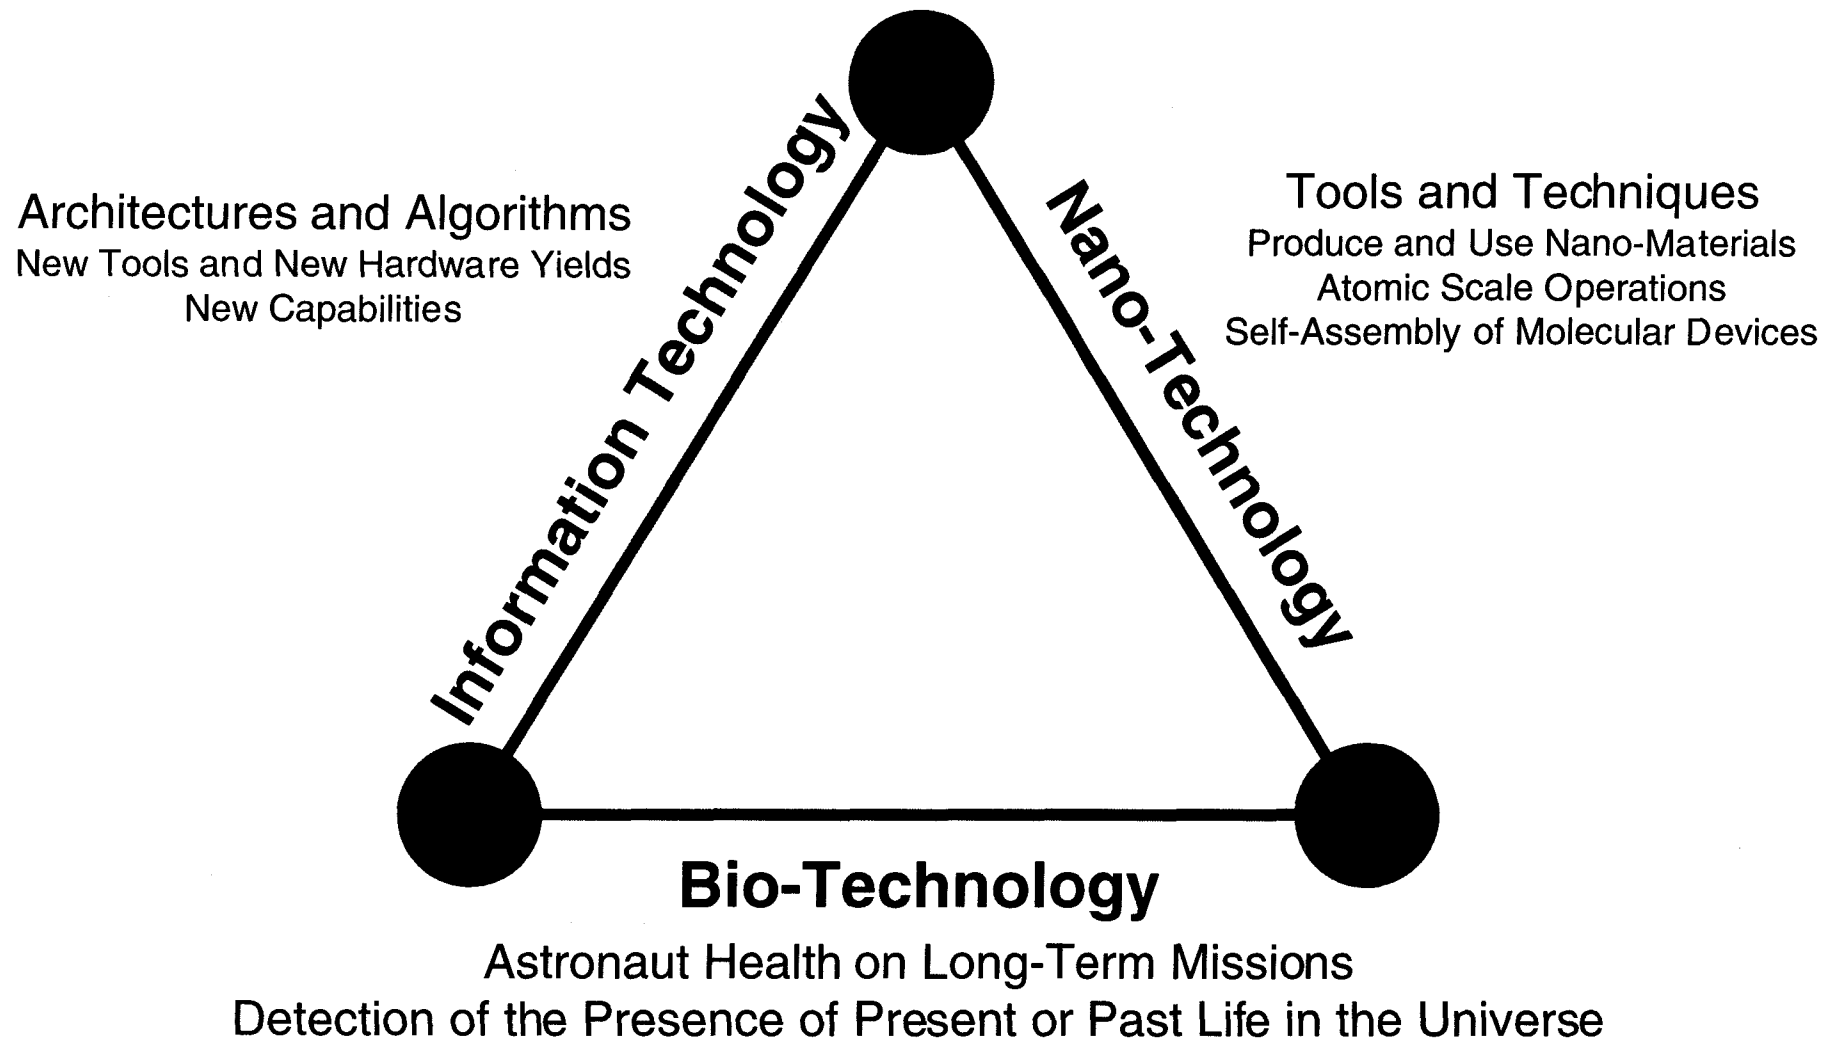 Information Technology
Architectures and Algorithms
New Tools and New Hardware Yields
New Capabilities
Nano-Technology
Tools and Techniques
Produce and Use Nano-Materials
Atomic Scale Operations
Self-Assembly of Molecular Devices
Bio-Technology
Astronaut Health on Long-Term Missions
Detection of the Presence of Present or Past Life in the Universe